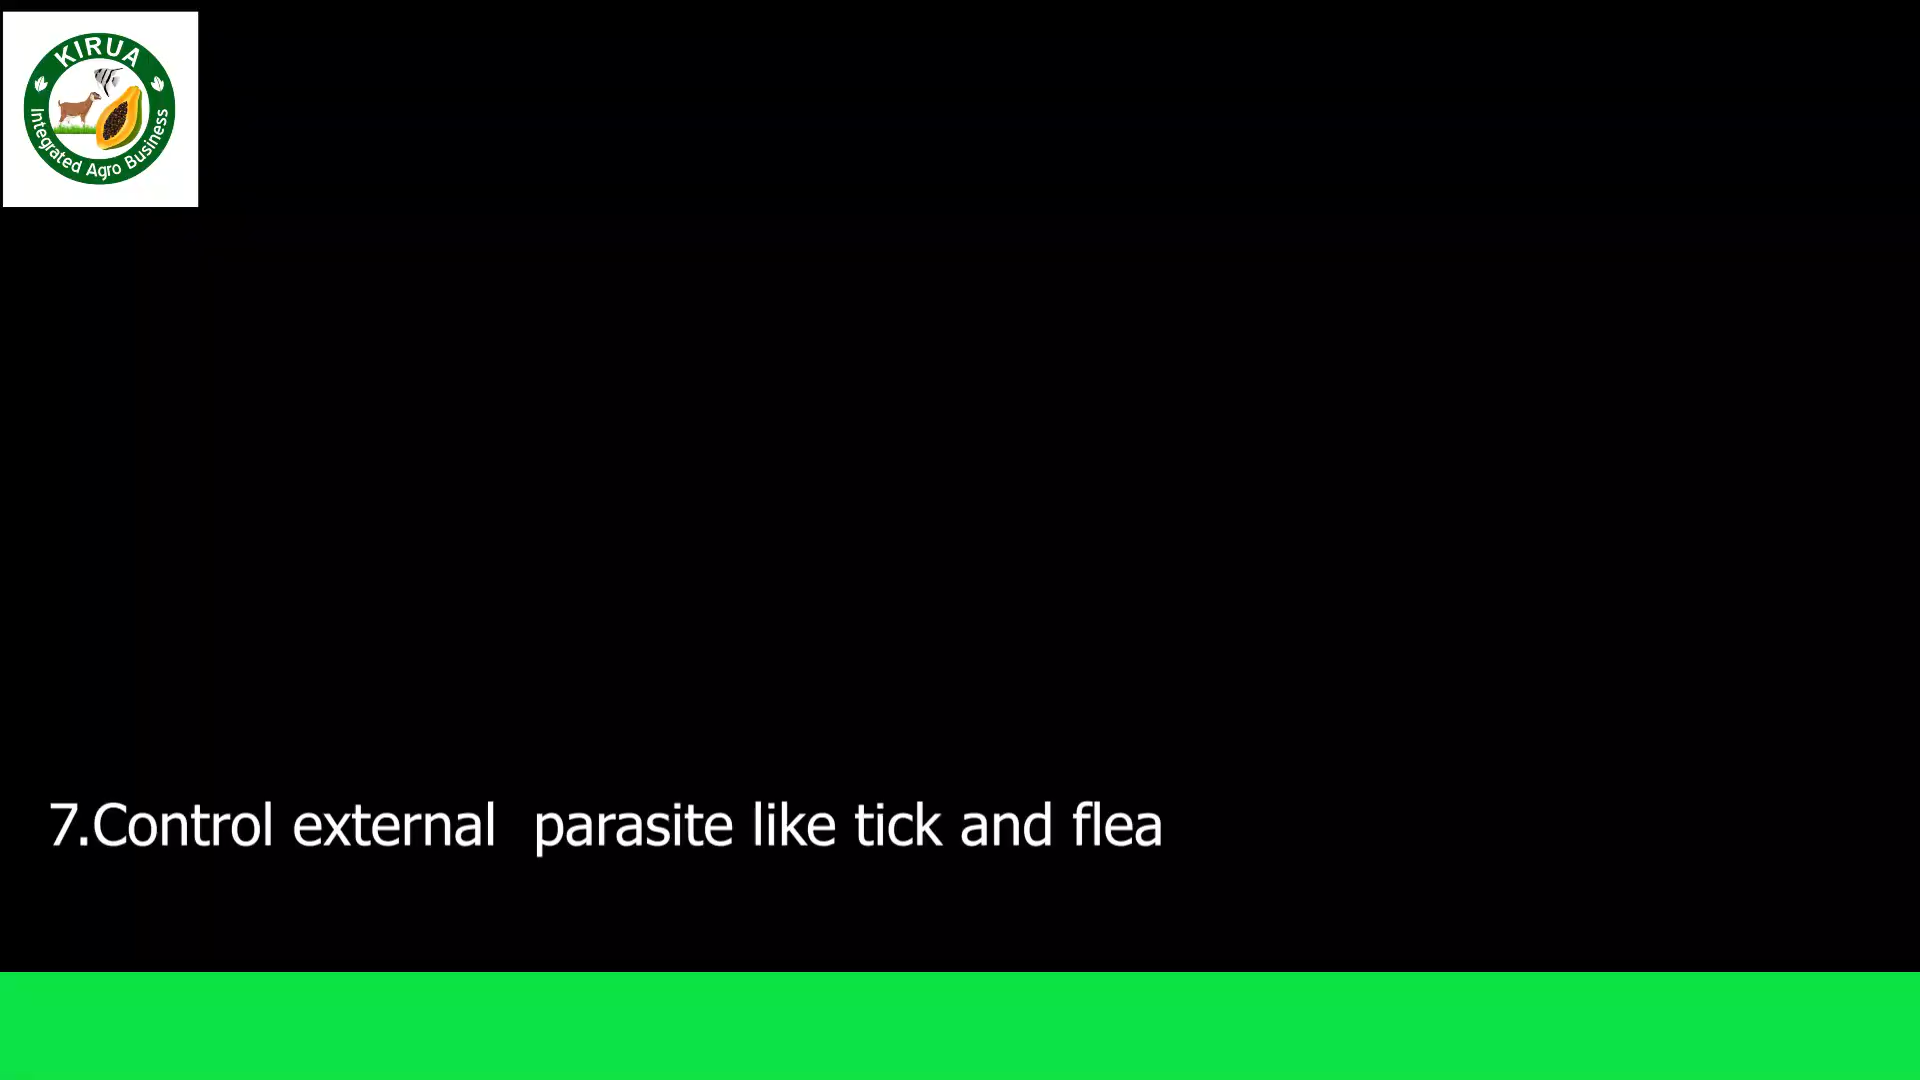 KIRUA
Integrated Agro Business
7.Control external  parasite like tick and flea